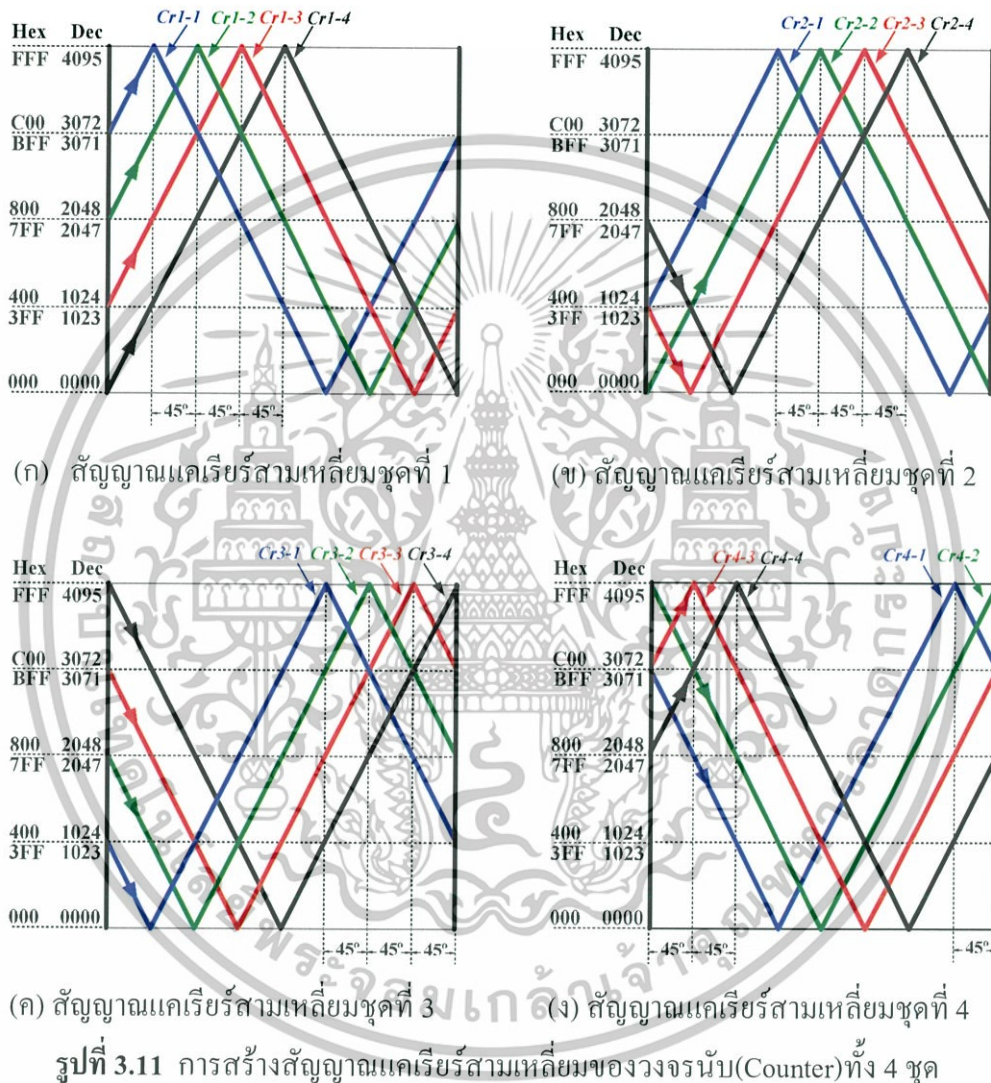 Cr1-1 Cr1-2 Cr1-3 Cr1-4
Hex Dec
FFF 4095
C00 3072
BFF 3071
800 2048
7FF 2047
400 1024
3FF 1023
000 0000
45º 45º 45º
(ก) สัญญาณแคเรียร์สามเหลี่ยมชุดที่ 1
Cr2-1 Cr2-2 Cr2-3 Cr2-4
Hex Dec
FFF 4095
C00 3072
BFF 3071
800 2048
7FF 2047
400 1024
3FF 1023
000 0000
45º 45º 45º
(ข) สัญญาณแคเรียร์สามเหลี่ยมชุดที่ 2
Cr3-1 Cr3-2 Cr3-3 Cr3-4
Hex Dec
FFF 4095
C00 3072
BFF 3071
800 2048
7FF 2047
400 1024
3FF 1023
000 0000
45º 45º 45º
(ค) สัญญาณแคเรียร์สามเหลี่ยมชุดที่ 3
Cr4-3 Cr4-4 Cr4-1 Cr4-2
Hex Dec
FFF 4095
C00 3072
BFF 3071
800 2048
7FF 2047
400 1024
3FF 1023
000 0000
45º 45º 45º
(ง) สัญญาณแคเรียร์สามเหลี่ยมชุดที่ 4
รูปที่ 3.11 การสร้างสัญญาณแคเรียร์สามเหลี่ยมของวงจรนับ(Counter)ทั้ง 4 ชุด